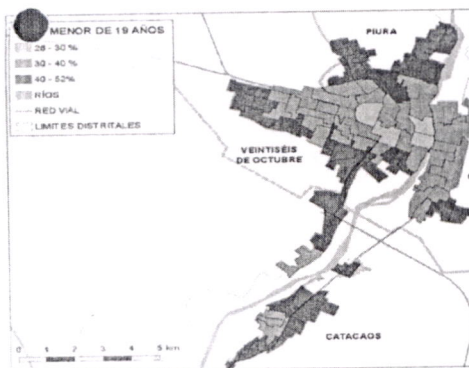 MENOR DE 19 AÑOS
28 - 30 %
30 - 40 %
40 - 52%
RÍOS
RED VIAL
LIMITES DISTRITALES
PIURA
VEINTISÉIS
DE OCTUBRE
CATACAOS
0 1 2 3 4 5 km